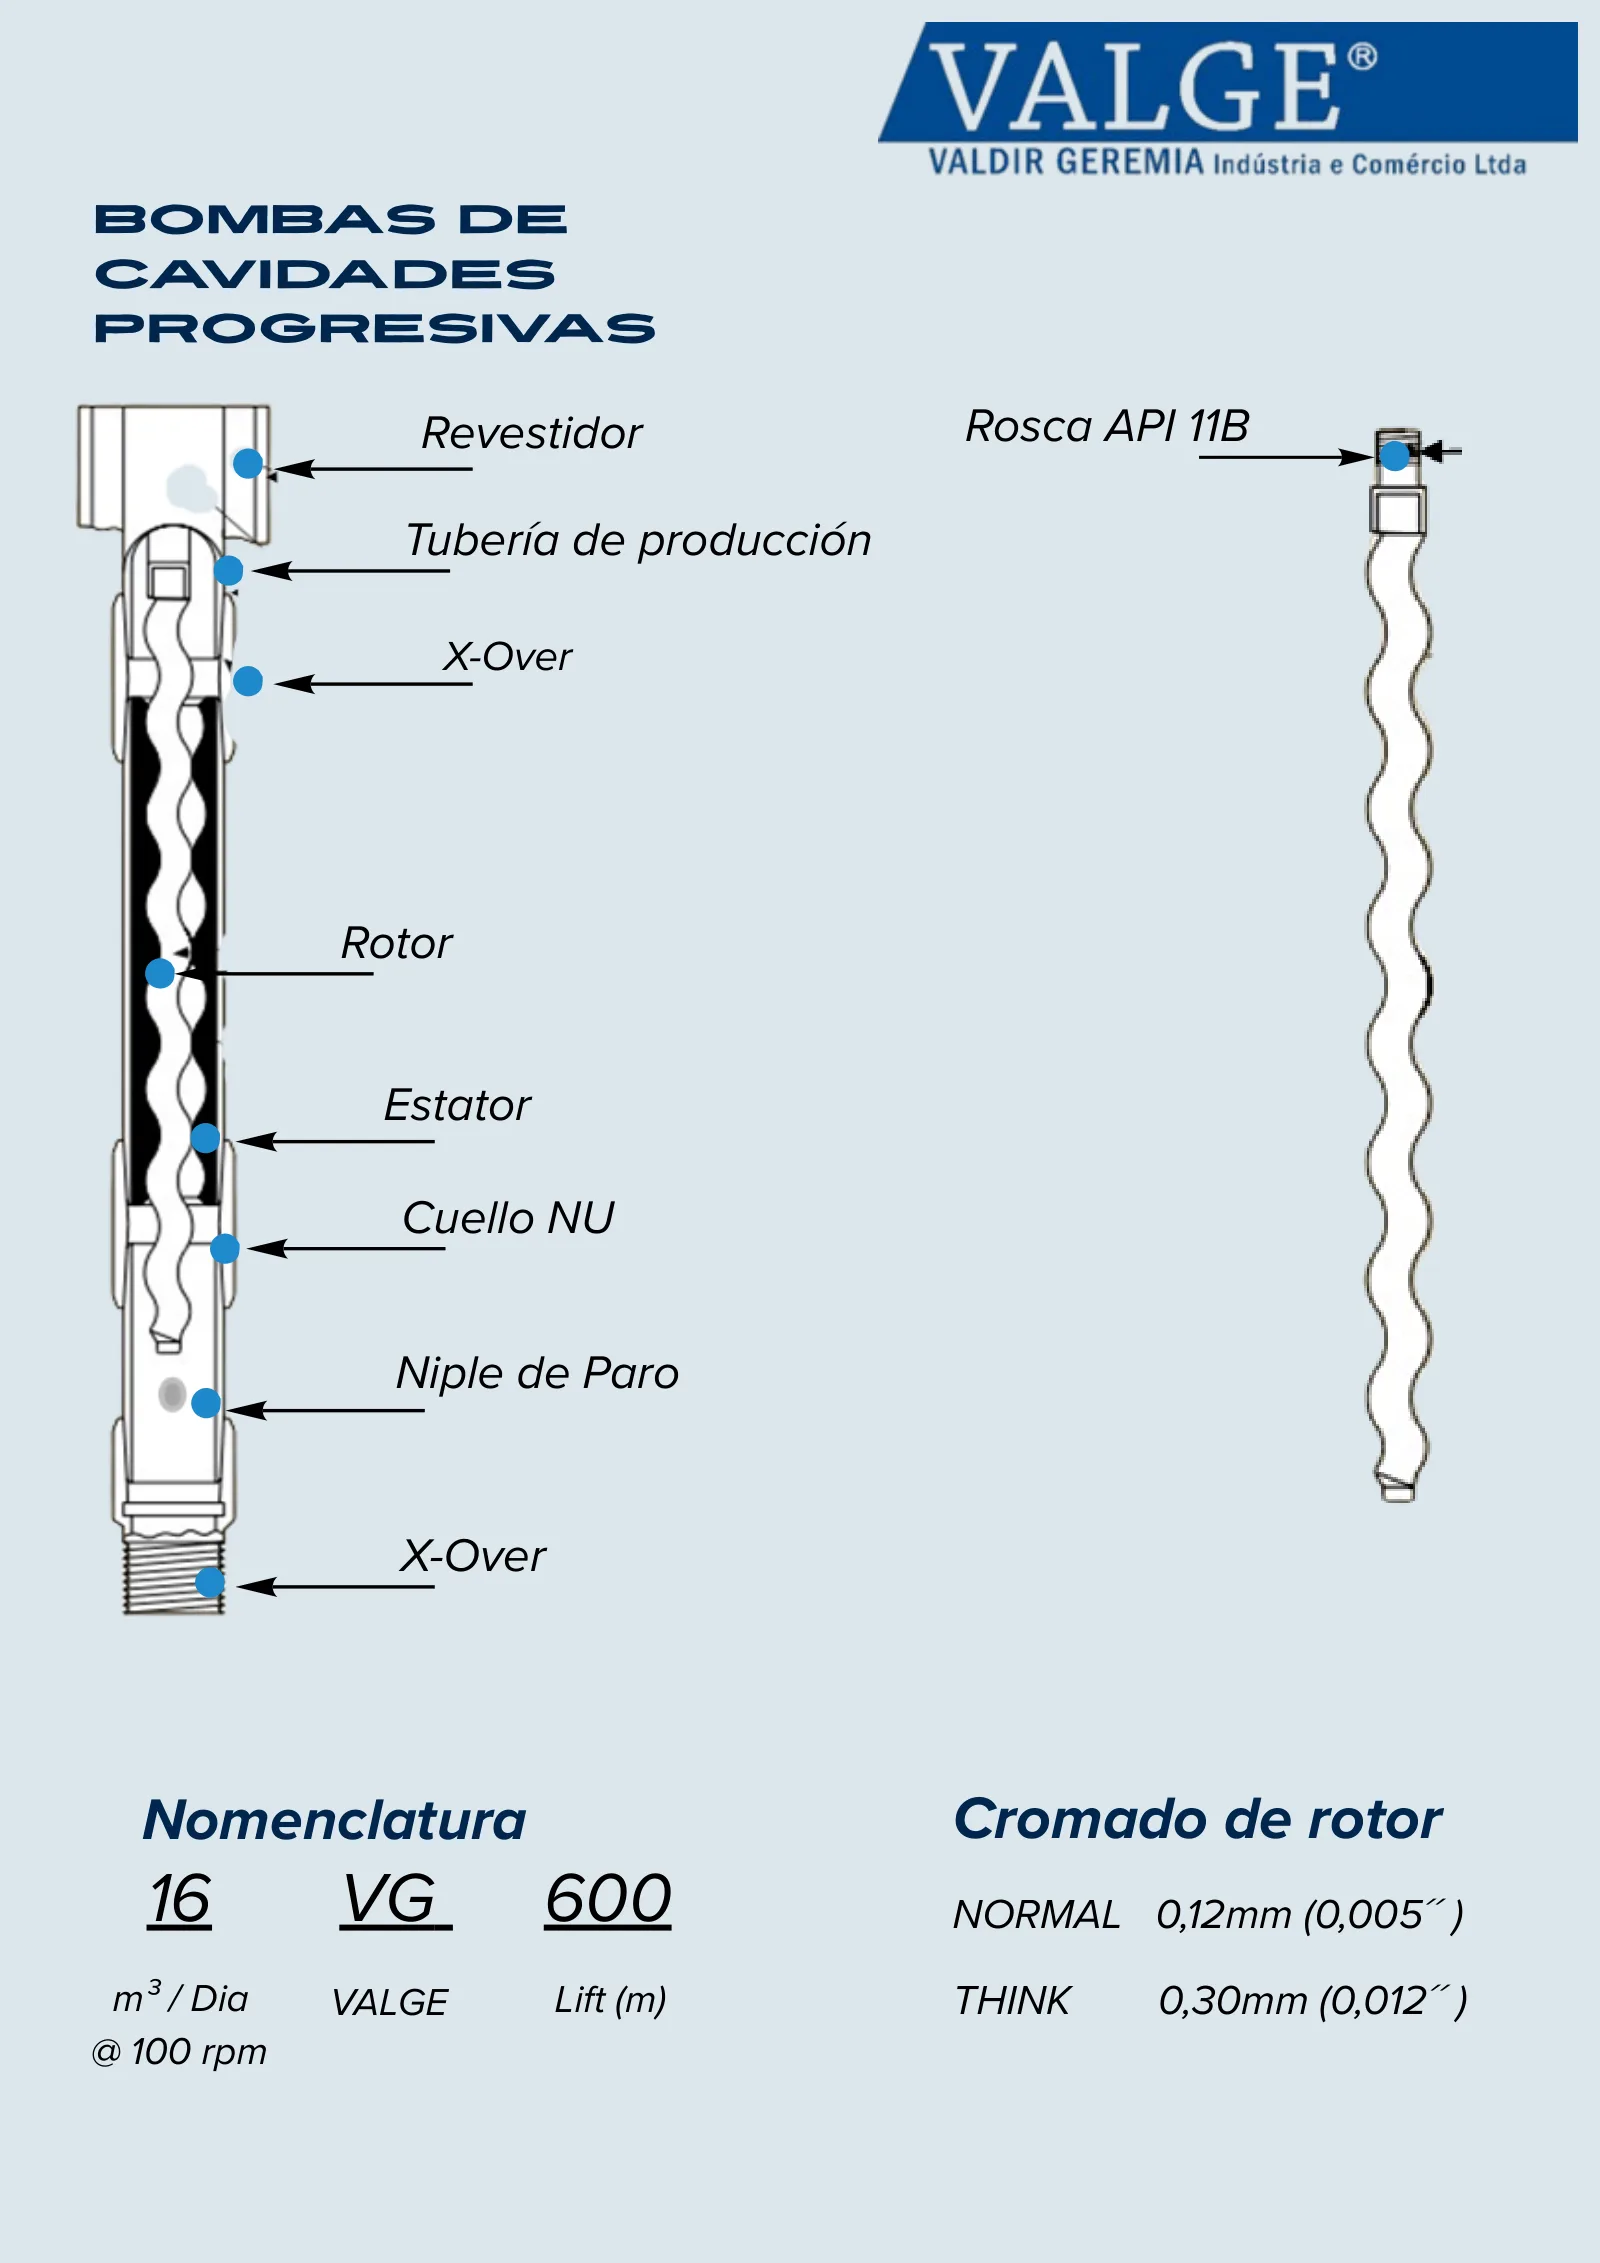 VALGE®
VALDIR GEREMIA Indústria e Comércio Ltda
BOMBAS DE
CAVIDADES
PROGRESIVAS
Revestidor
Tubería de producción
X-Over
Rotor
Estator
Cuello NU
Niple de Paro
X-Over
Rosca API 11B
Nomenclatura
16 VG 600
m³ / Dia VALGE Lift (m)
@ 100 rpm
Cromado de rotor
NORMAL 0,12mm (0,005˝ )
THINK 0,30mm (0,012˝ )